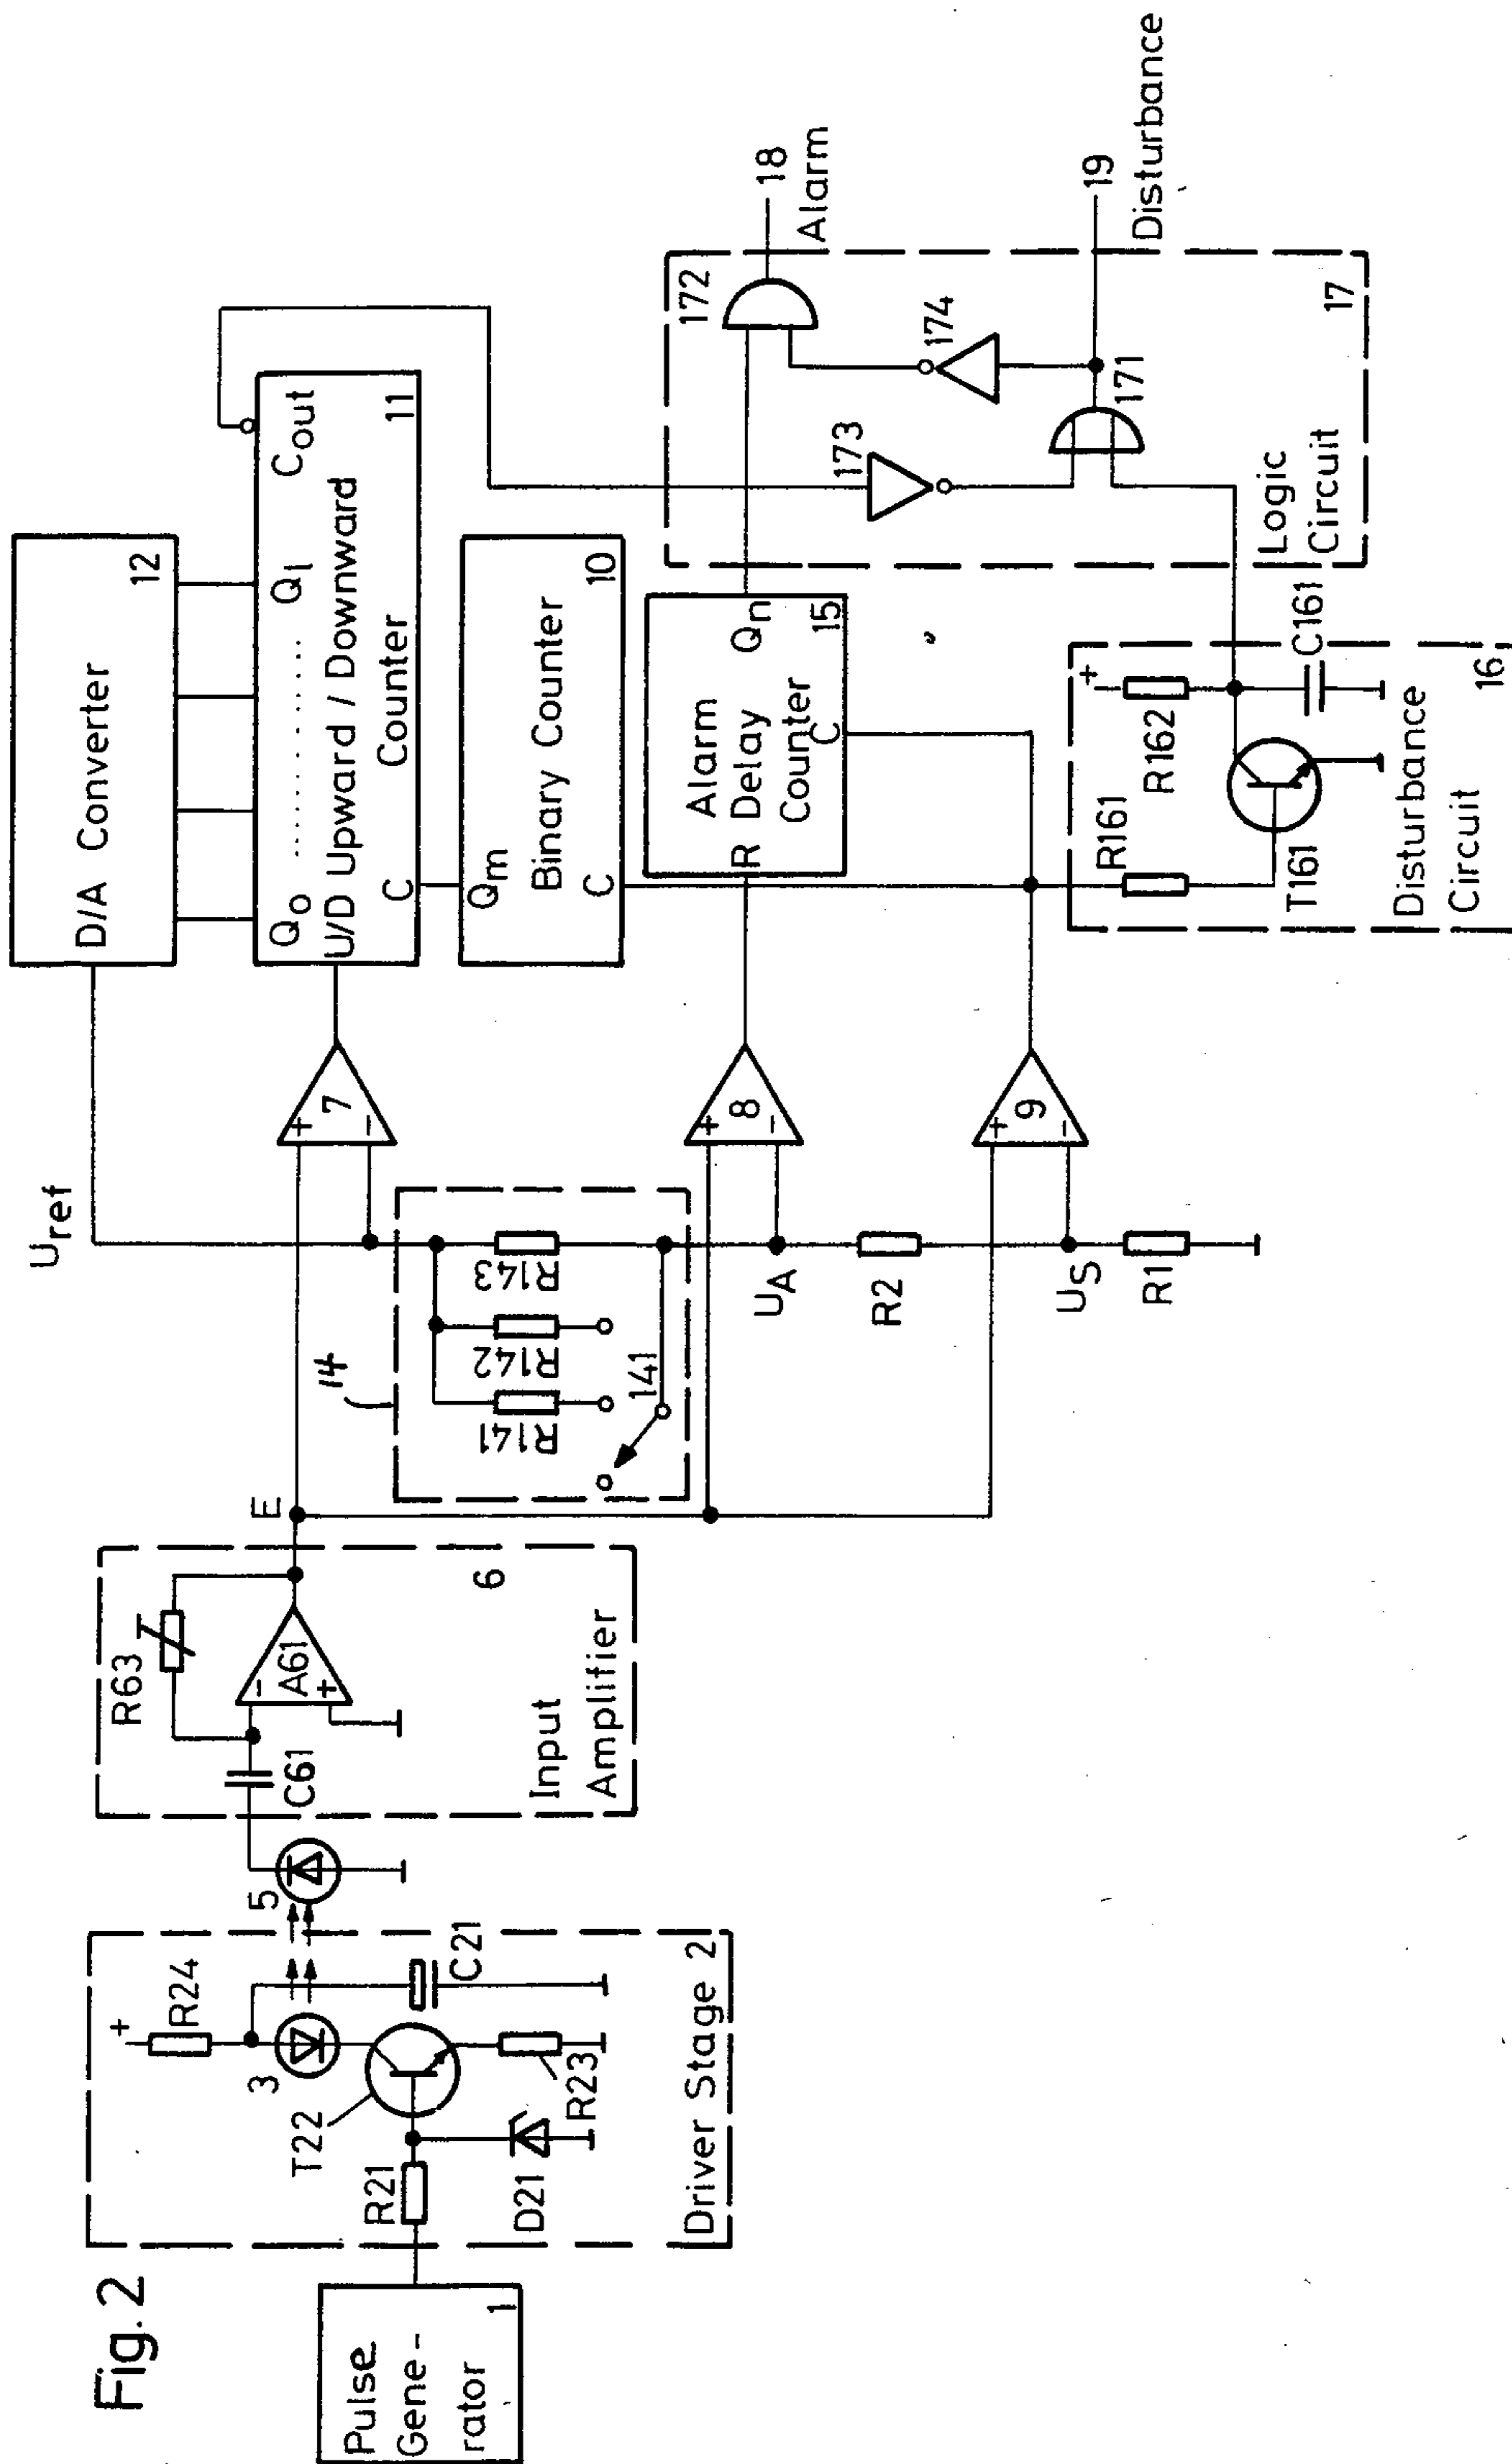 Fig. 2
Pulse
Gene-
rator
1
R21
D21
T22
3
R24
R23
C21
Driver Stage 2
5
C61
R63
A61
-
+
Input
Amplifier
6
E
14
R141
R142
R143
141
Uref
+
-
7
+
-
8
+
-
9
UA
R2
US
R1
D/A Converter
12
Qo ......... Ql
Cout
U/D Upward / Downward
Counter
C
11
Qm
Binary Counter
C
10
Alarm
R Delay
Counter
C
Qn
15
R161
T161
+
R162
C161
Disturbance
Circuit
16
173
171
172
174
Logic
Circuit
17
18
Alarm
19
Disturbance